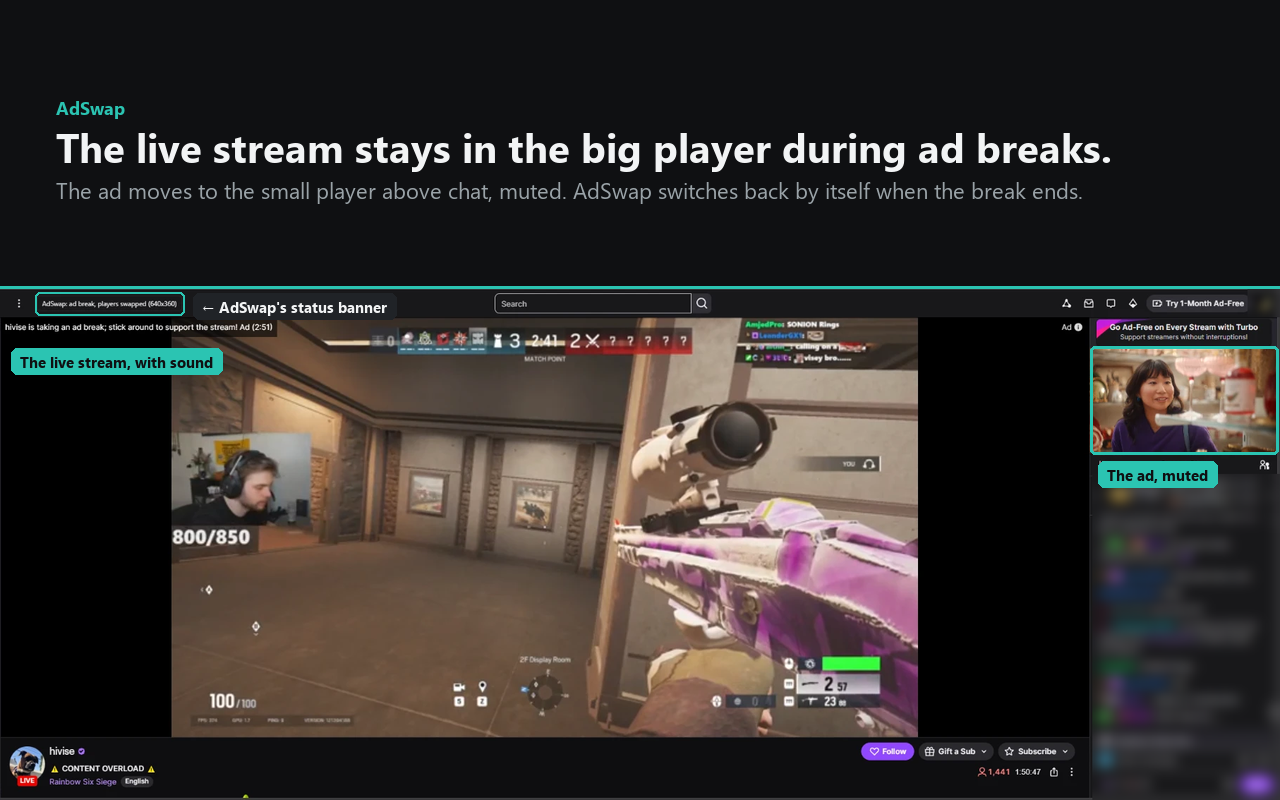 AdSwap
The live stream stays in the big player during ad breaks.
The ad moves to the small player above chat, muted. AdSwap switches back by itself when the break ends.
AdSwap: ad break, players swapped (640x360)
← AdSwap's status banner
Search
Try 1-Month Ad-Free
hivise is taking an ad break; stick around to support the stream! Ad (2:51)
The live stream, with sound
0
3
2:41
2
? ? ? ? ?
MATCH POINT
AmjedPro: SONION Rings
Ad
Go Ad-Free on Every Stream with Turbo
Support streamers without interruptions!
The ad, muted
YOU
800/850
2F Display Room
100/100
S
Z
2 57
23
hivise
CONTENT OVERLOAD
Rainbow Six Siege
English
LIVE
Follow
Gift a Sub
Subscribe
1,441
1:50:47